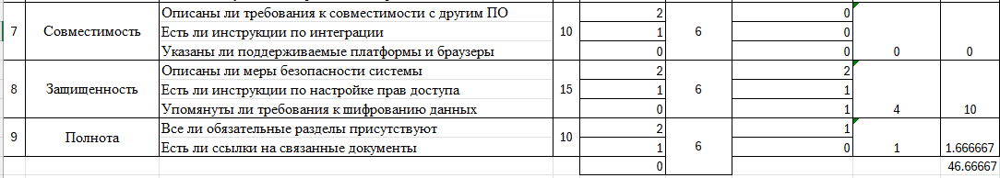 Описаны ли требования к совместимости с другим ПО 2 0
7 Совместимость Есть ли инструкции по интеграции 10 1 6 0
Указаны ли поддерживаемые платформы и браузеры 0 0 0 0
Описаны ли меры безопасности системы 2 2
8 Защищенность Есть ли инструкции по настройке прав доступа 15 1 6 1
Упомянуты ли требования к шифрованию данных 0 1 4 10
9 Полнота Все ли обязательные разделы присутствуют 10 2 6 1
Есть ли ссылки на связанные документы 1 0 1 1.666667
0 46.66667